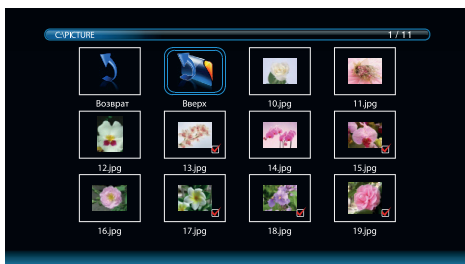 C:\PICTURE 1 / 11
Возврат Вверх 10.jpg 11.jpg
12.jpg 13.jpg 14.jpg 15.jpg
16.jpg 17.jpg 18.jpg 19.jpg